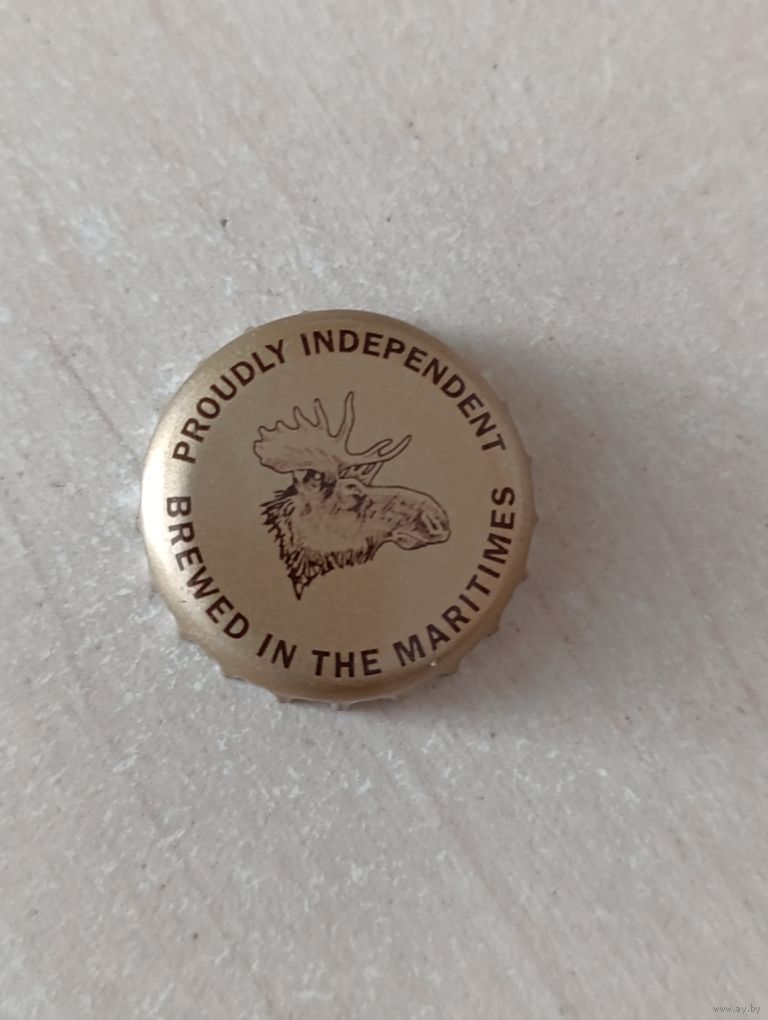 PROUDLY INDEPENDENT
BREWED IN THE MARITIMES
www.ay.by